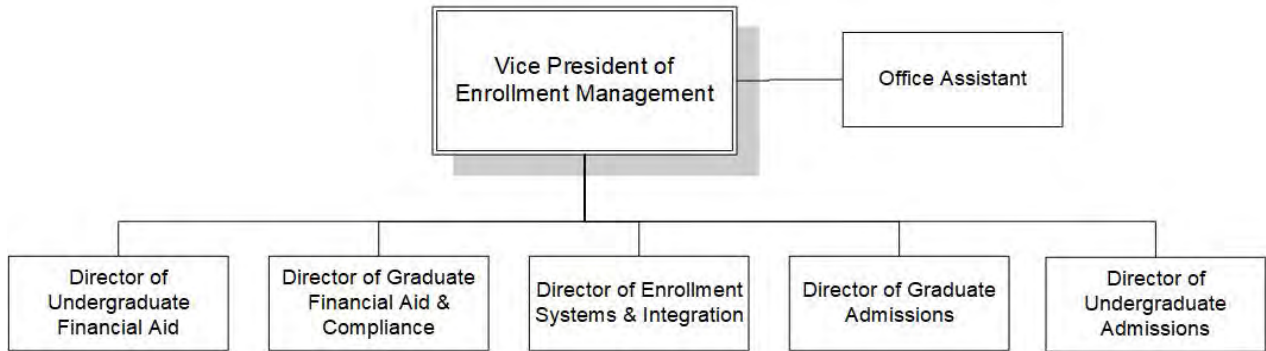 Vice President of
Enrollment Management
Office Assistant
Director of
Undergraduate
Financial Aid
Director of Graduate
Financial Aid &
Compliance
Director of Enrollment
Systems & Integration
Director of Graduate
Admissions
Director of
Undergraduate
Admissions